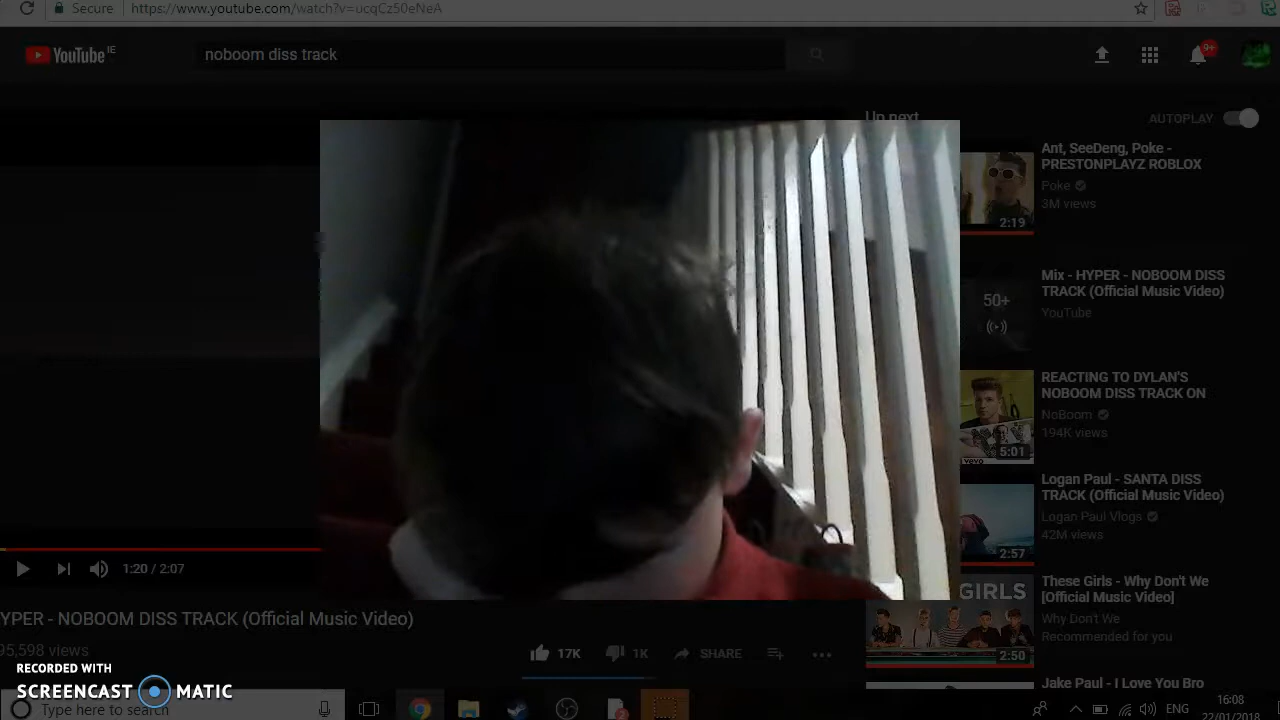 Secure https://www.youtube.com/watch?v=ucqCz50eNeA
YouTube IE
noboom diss track
9+
Up next
AUTOPLAY
Ant, SeeDeng, Poke -
PRESTONPLAYZ ROBLOX
Poke
3M views
2:19
Mix - HYPER - NOBOOM DISS
TRACK (Official Music Video)
YouTube
50+
REACTING TO DYLAN'S
NOBOOM DISS TRACK ON
NoBoom
194K views
5:01
Logan Paul - SANTA DISS
TRACK (Official Music Video)
Logan Paul Vlogs
42M views
2:57
These Girls - Why Don't We
[Official Music Video]
Why Don't We
Recommended for you
GIRLS
2:50
Jake Paul - I Love You Bro
1:20 / 2:07
YPER - NOBOOM DISS TRACK (Official Music Video)
95,598 views
17K
1K
SHARE
RECORDED WITH
SCREENCAST MATIC
Type here to search
ENG
16:08
22/01/2018